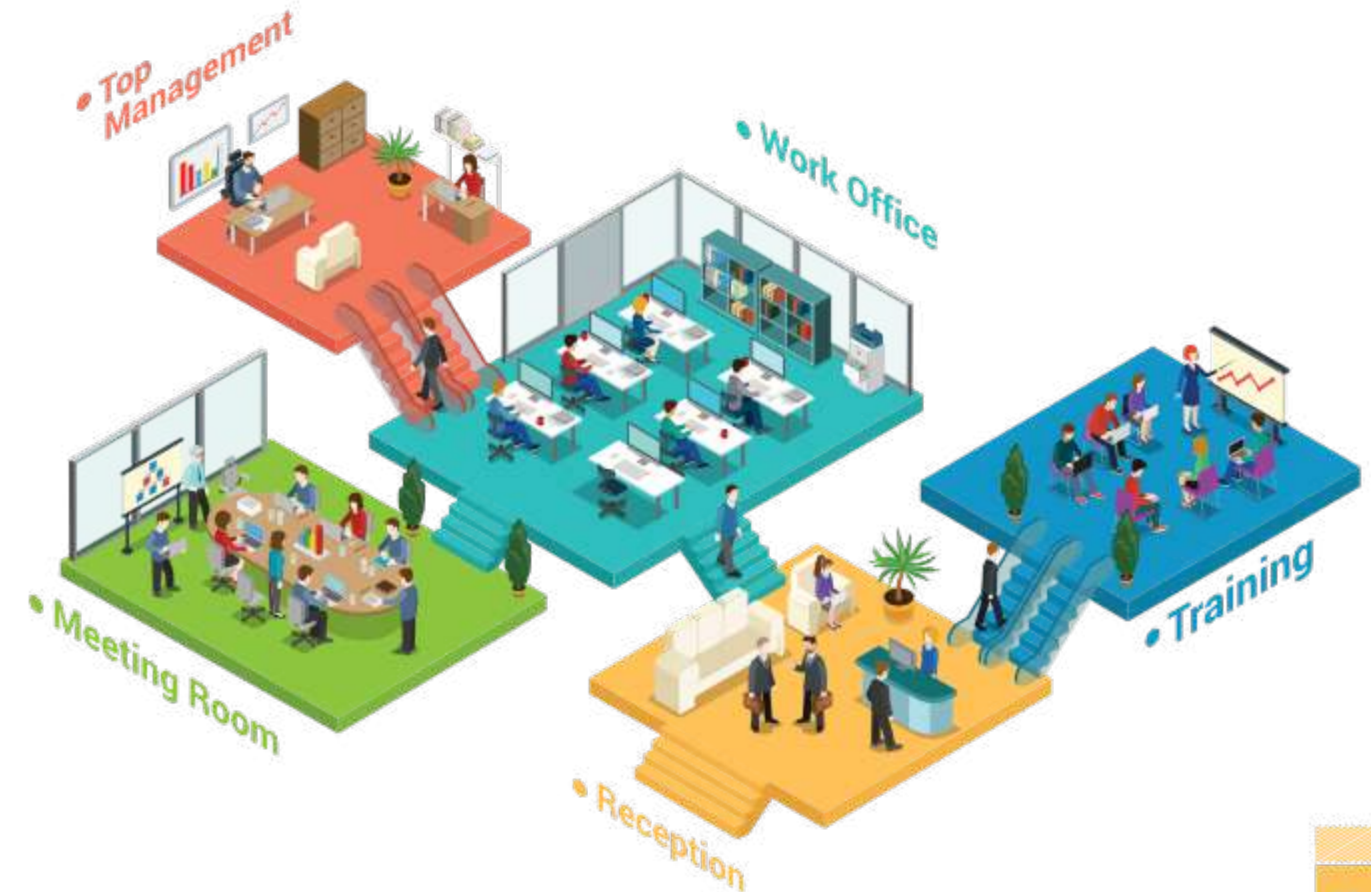 • Top
Management
• Work Office
• Meeting Room
• Training
• Reception